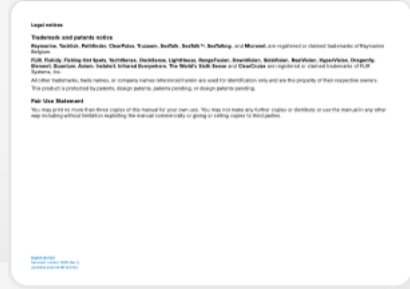 Legal notices
Trademark and patents notice
Raymarine, Tacktick, Pathfinder, ClearPulse, Truzoom, SeaTalk, SeaTalk, SeaTalkng, and Micronet, are registered or claimed trademarks of Raymarine
Belgium.
FLIR, FishIdy, Fishing Hot Spots, YachtSense, DockSense, LightHouse, RangeFusion, DownVision, SideVision, RealVision, HyperVision, Dragonfly,
Element, Quantum, Axiom, Instalert, Infrared Everywhere, The World's Sixth Sense and ClearCruise are registered or claimed trademarks of FLIR
Systems, Inc.
All other trademarks, trade names, or company names referenced herein are used for identification only and are the property of their respective owners.
This product is protected by patents, design patents, patents pending, or design patents pending.
Fair Use Statement
You may print no more than three copies of this manual for your own use. You may not make any further copies or distribute or use the manual in any other
way including without limitation exploiting the manual commercially or giving or selling copies to third parties.